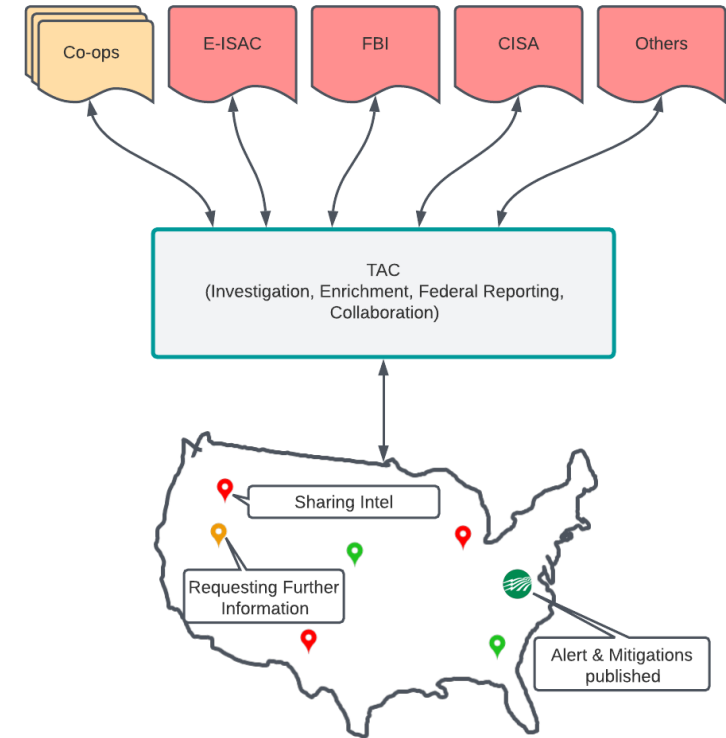 Co-ops
E-ISAC
FBI
CISA
Others
TAC
(Investigation, Enrichment, Federal Reporting,
Collaboration)
Sharing Intel
Requesting Further
Information
Alert & Mitigations
published